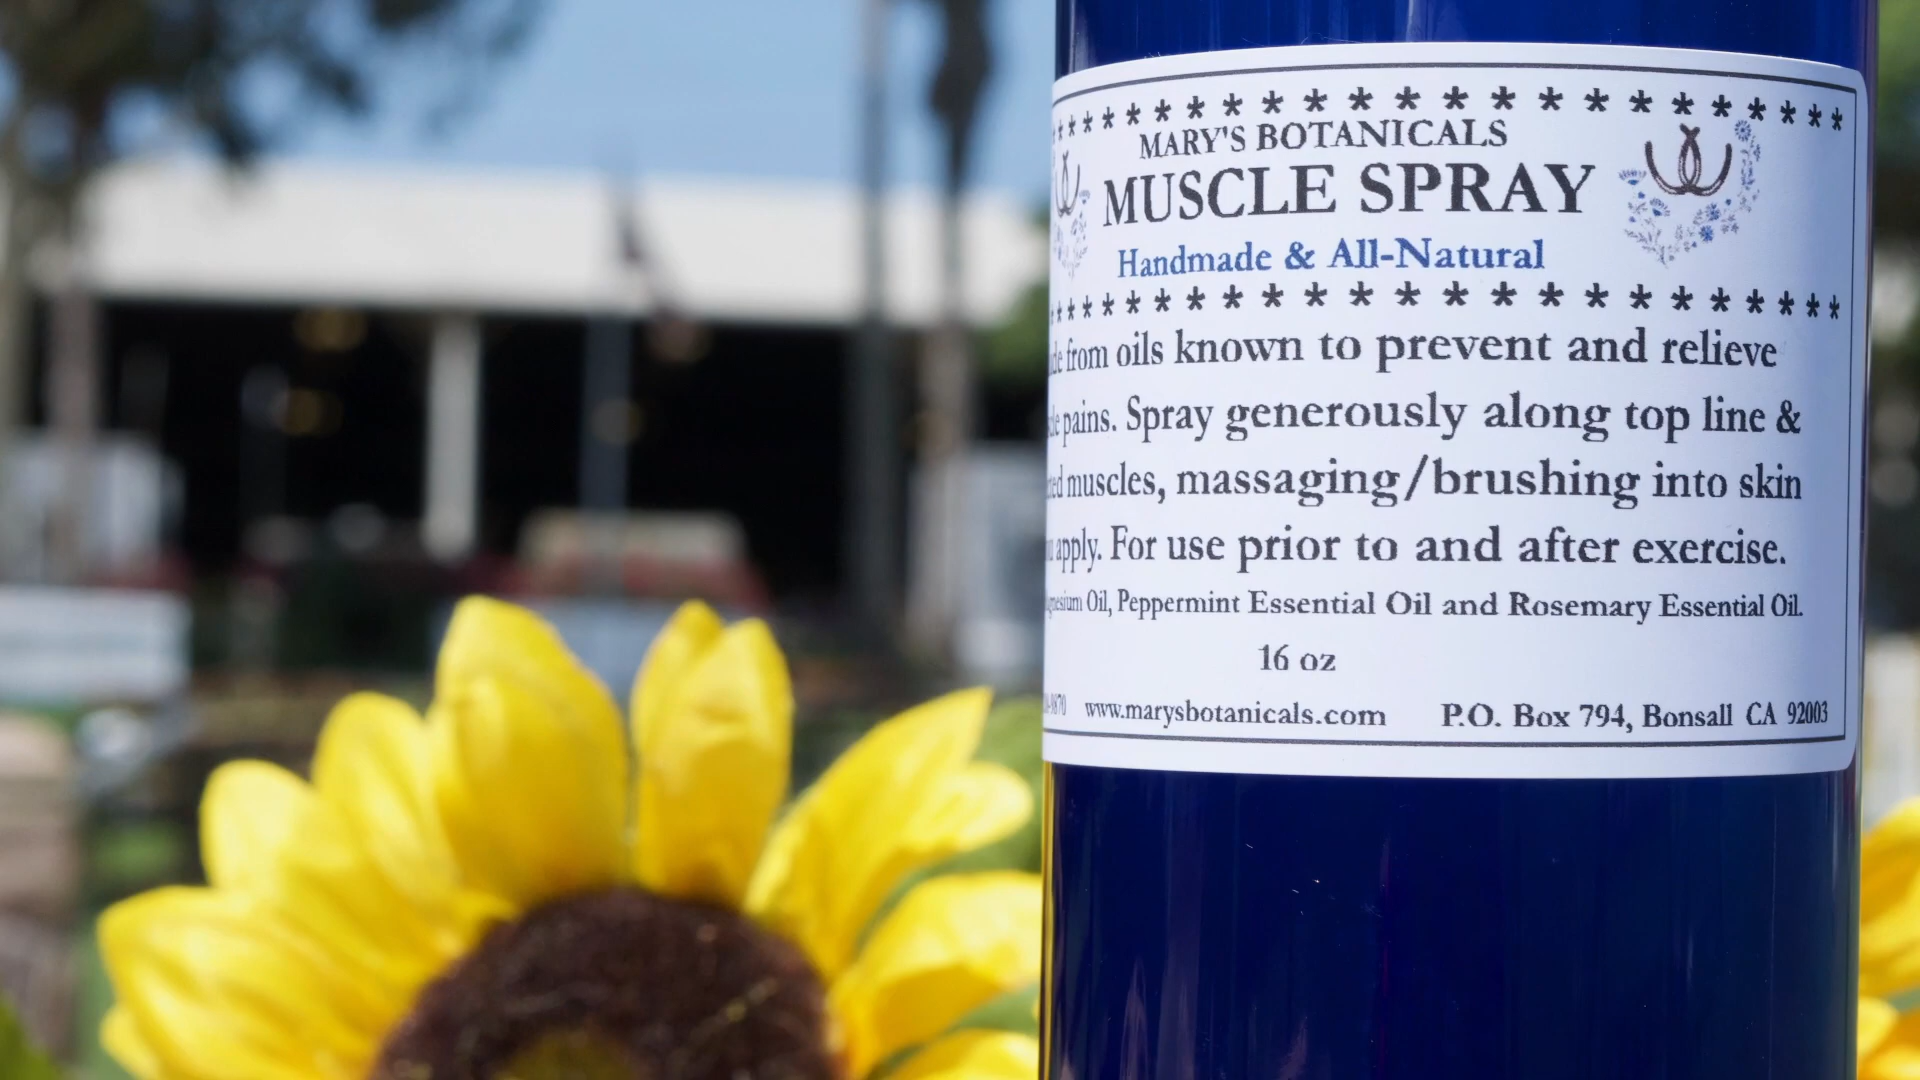 * * * * * * * * * * * * * * * * * * * *
MARY'S BOTANICALS
MUSCLE SPRAY
Handmade & All-Natural
* * * * * * * * * * * * * * * * * * * *
from oils known to prevent and relieve
pains. Spray generously along top line &
muscles, massaging/brushing into skin
apply. For use prior to and after exercise.
Oil, Peppermint Essential Oil and Rosemary Essential Oil.
16 oz
www.marysbotanicals.com P.O. Box 794, Bonsall CA 92003